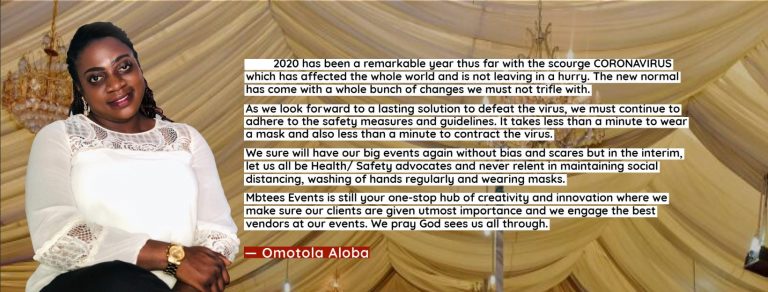 2020 has been a remarkable year thus far with the scourge CORONAVIRUS
which has affected the whole world and is not leaving in a hurry. The new normal
has come with a whole bunch of changes we must not trifle with.
As we look forward to a lasting solution to defeat the virus, we must continue to
adhere to the safety measures and guidelines. It takes less than a minute to wear
a mask and also less than a minute to contract the virus.
We sure will have our big events again without bias and scares but in the interim,
let us all be Health/ Safety advocates and never relent in maintaining social
distancing, washing of hands regularly and wearing masks.
Mbtees Events is still your one-stop hub of creativity and innovation where we
make sure our clients are given utmost importance and we engage the best
vendors at our events. We pray God sees us all through.
— Omotola Aloba